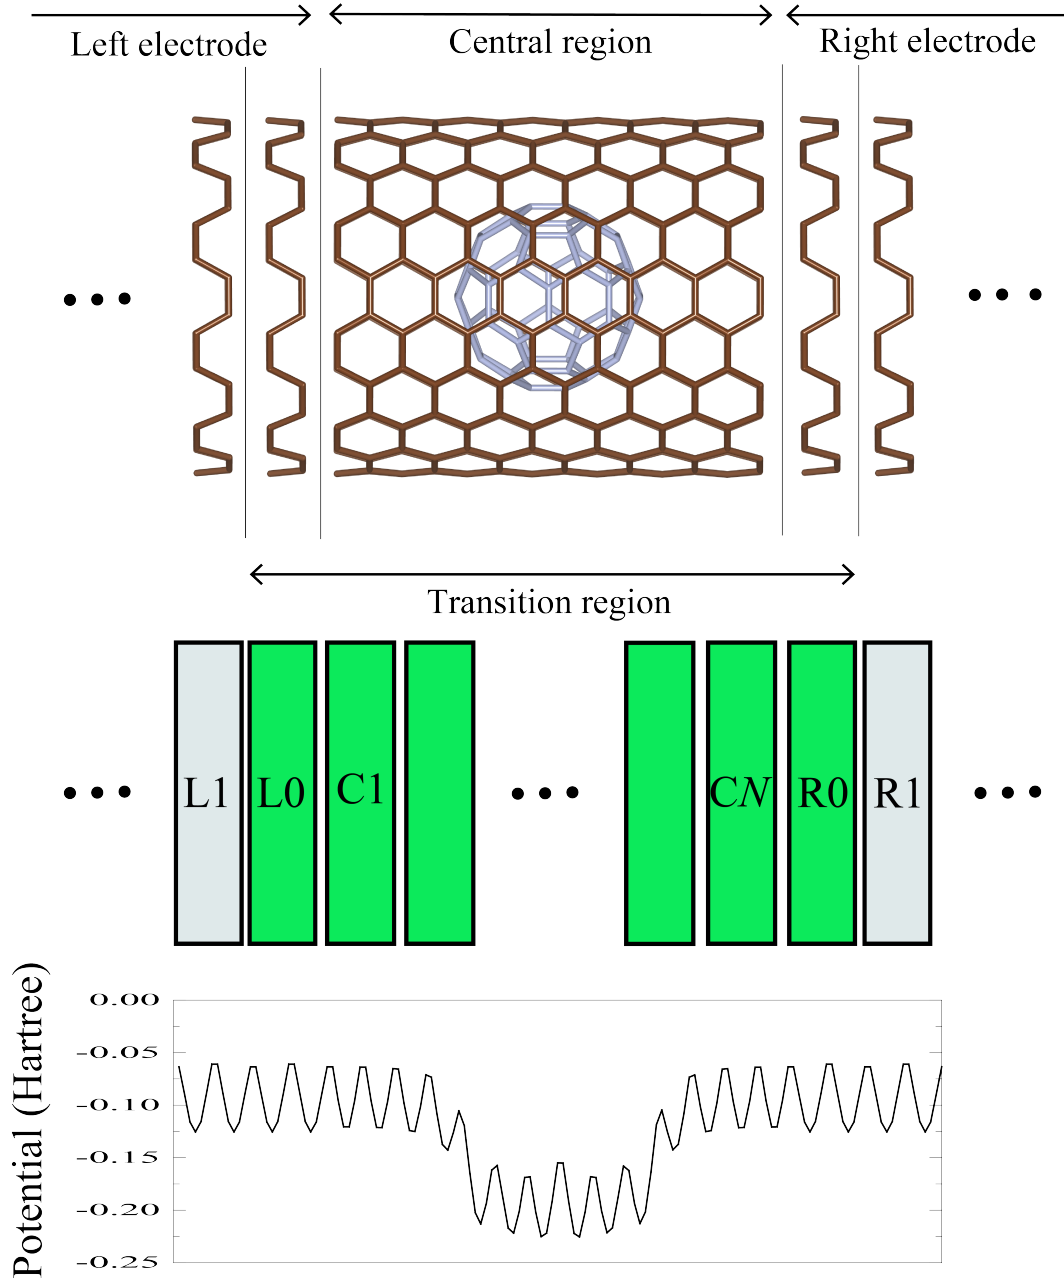 Left electrode
Central region
Right electrode
Transition region
L1
L0
C1
CN
R0
R1
Potential (Hartree)
0.00
-0.05
-0.10
-0.15
-0.20
-0.25